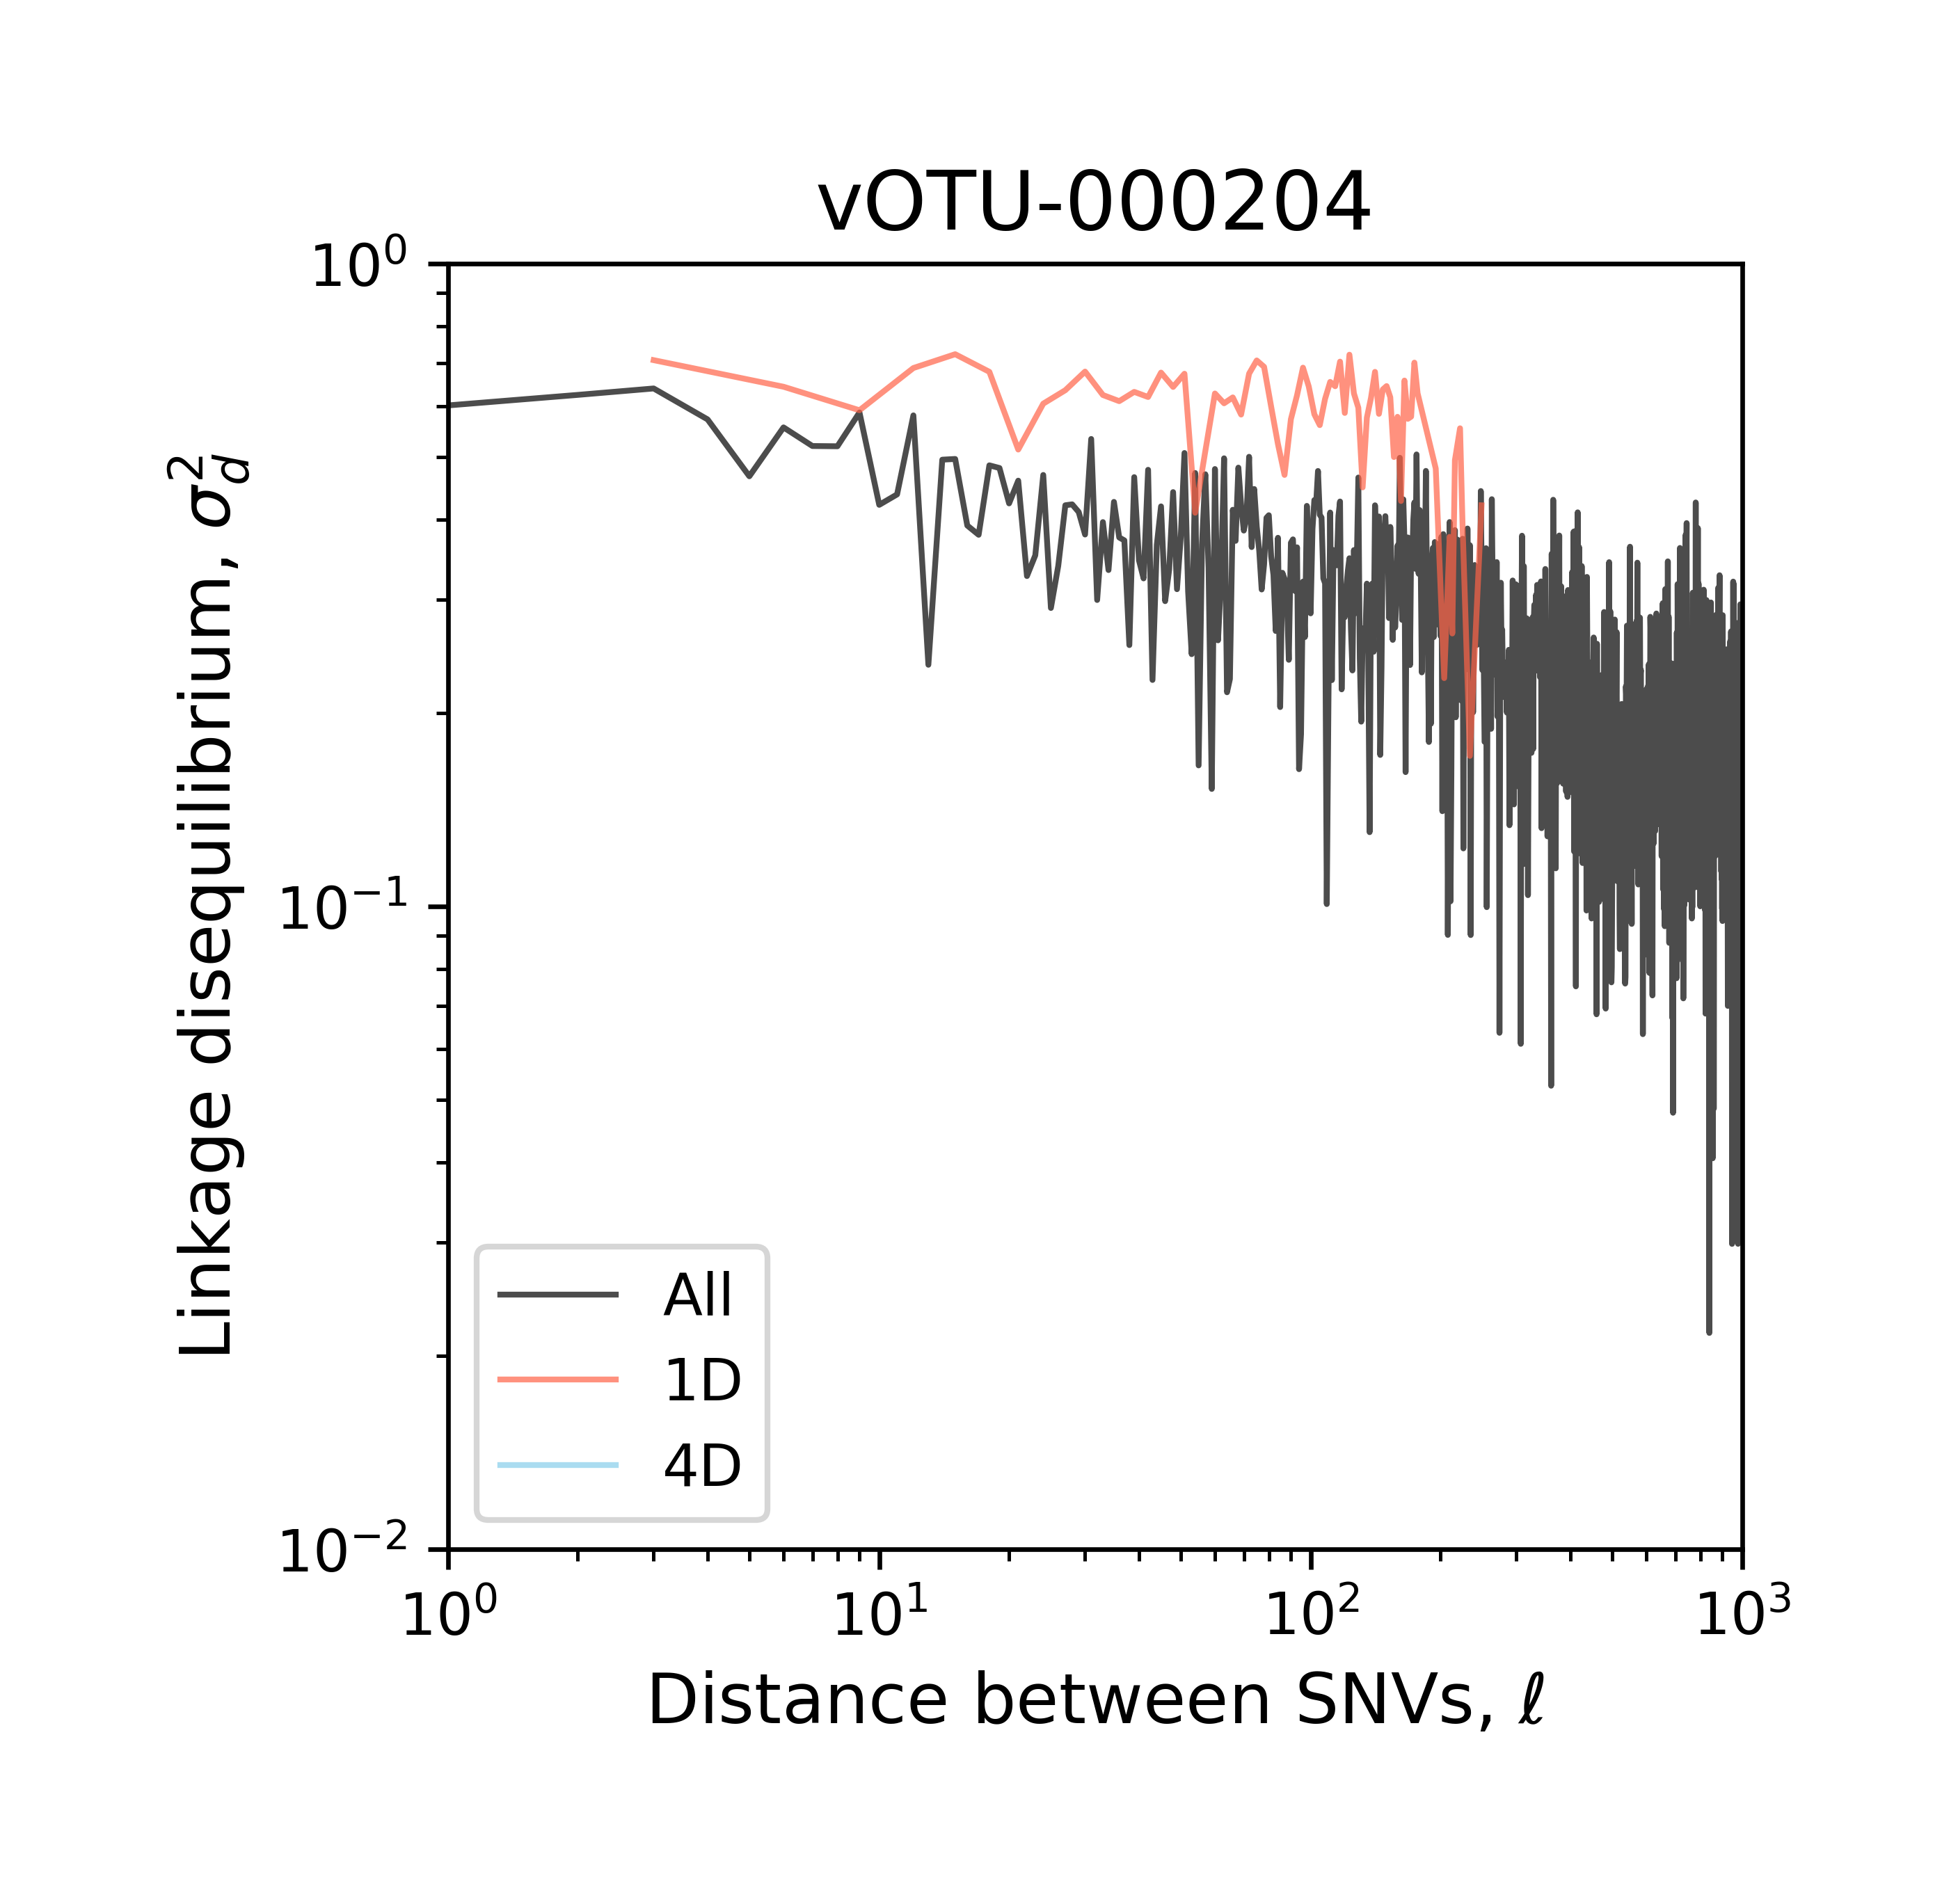 vOTU-000204
10⁰
10⁻¹
10⁻²
Linkage disequilibrium, σ²_d
All
1D
4D
10⁰ 10¹ 10² 10³
Distance between SNVs, ℓ